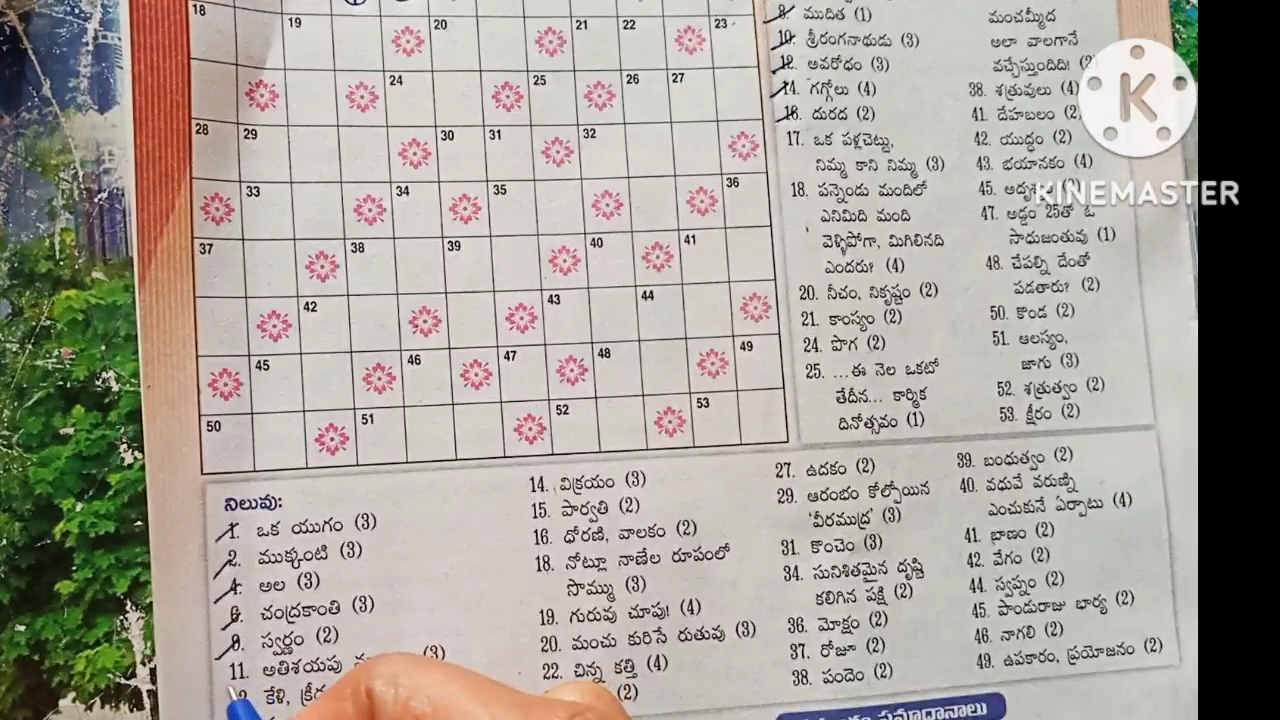 18 19 20 21 22 23
24 25 26 27
28 29 30 31 32
33 34 35 36
37 38 39 40 41
42 43 44
45 46 47 48 49
50 51 52 53
8. ముదిత (1)
10. శ్రీరంగనాథుడు (3)
12. అవరోధం (3)
14. గగ్గోలు (4)
16. దురద (2)
17. ఒక పళ్లచెట్టు,
నిమ్మ కాని నిమ్మ (3)
18. పన్నెండు మందిలో
ఎనిమిది మంది
వెళ్ళిపోగా, మిగిలినది
ఎందరు? (4)
20. నీచం, నికృష్టం (2)
21. కాంస్యం (2)
24. పొగ (2)
25. ...ఈ నెల ఒకటో
తేదీన... కార్మిక
దినోత్సవం (1)
మంచమ్మీద
అలా వాలగానే
వచ్చేస్తుందిది!
38. శత్రువులు (4)
41. దేహబలం (2)
42. యుద్ధం (2)
43. భయానకం (4)
45.
47. అడ్డం 25తో ఓ
సాధుజంతువు (1)
48. చేపల్ని దేంతో
పడతారు? (2)
50. కొండ (2)
51. ఆలస్యం,
జాగు (3)
52. శత్రుత్వం (2)
53. క్షీరం (2)
K
KINEMASTER
నిలువు:
1. ఒక యుగం (3)
2. ముక్కంటి (3)
4. అల (3)
6. చంద్రకాంతి (3)
9. స్వర్ణం (2)
11. అతిశయపు (3)
కేళి,
14. విక్రయం (3)
15. పార్వతి (2)
16. ధోరణి, వాలకం (2)
18. నోట్లూ నాణేల రూపంలో
సొమ్ము (3)
19. గురువు చూపు! (4)
20. మంచు కురిసే రుతువు (3)
22. చిన్న కత్తి (4)
(2)
27. ఉదకం (2)
29. ఆరంభం కోల్పోయిన
'వీరముద్ర' (3)
31. కొంచెం (3)
34. సునిశితమైన దృష్టి
కలిగిన పక్షి (2)
36. మోక్షం (2)
37. రోజూ (2)
38. పందెం (2)
39. బంధుత్వం (2)
40. వధువే వరుణ్ని
ఎంచుకునే ఏర్పాటు (4)
41. బాణం (2)
42. వేగం (2)
44. స్వప్నం (2)
45. పాండురాజు భార్య (2)
46. నాగలి (2)
49. ఉపకారం, ప్రయోజనం (2)
సమాధానాలు